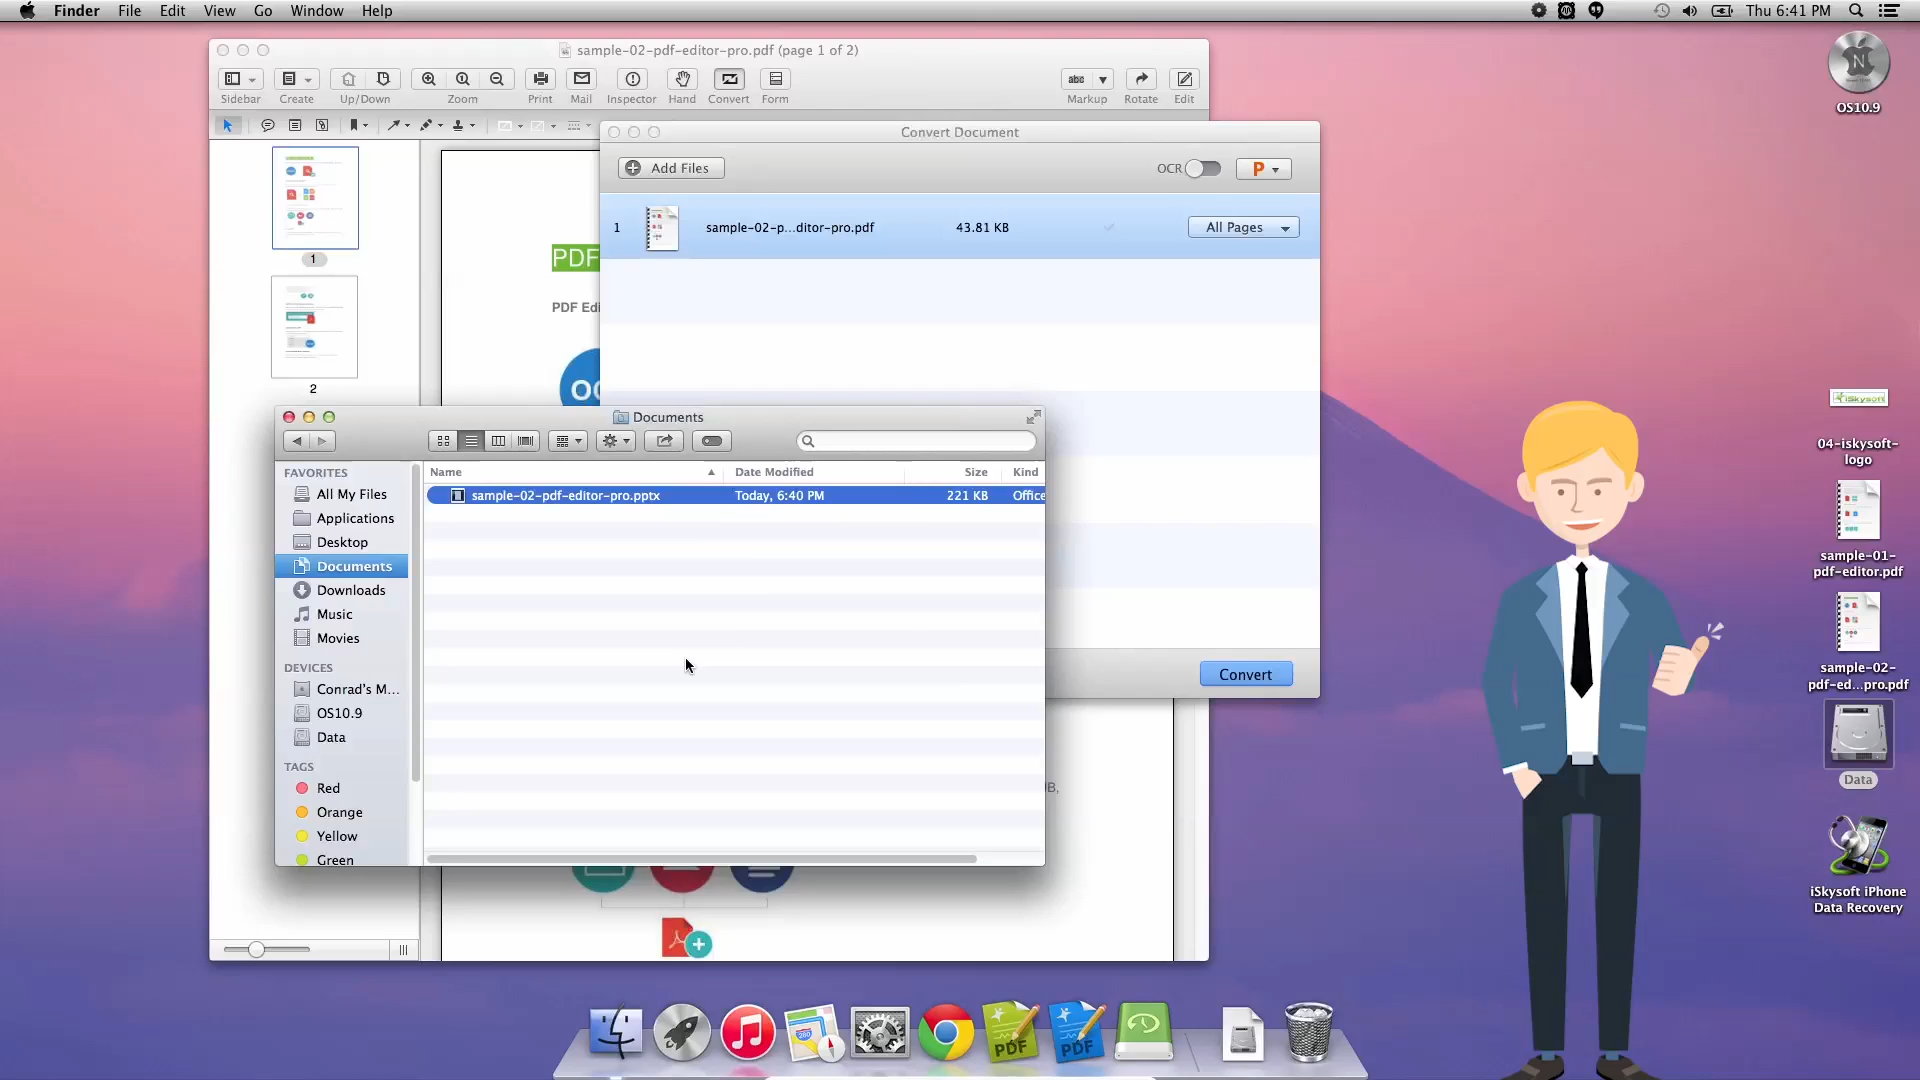 Finder File Edit View Go Window Help
Thu 6:41 PM
sample-02-pdf-editor-pro.pdf (page 1 of 2)
Sidebar Create Up/Down Zoom Print Mail Inspector Hand Convert Form
abc
Markup Rotate Edit
Convert Document
Add Files
OCR
P
1 sample-02-p...ditor-pro.pdf 43.81 KB All Pages
1
2
PDF
PDF Edi
Documents
Name Date Modified Size Kind
sample-02-pdf-editor-pro.pptx Today, 6:40 PM 221 KB Office
FAVORITES
All My Files
Applications
Desktop
Documents
Downloads
Music
Movies
DEVICES
Conrad's M...
OS10.9
Data
TAGS
Red
Orange
Yellow
Green
Convert
N
OS10.9
iSkysoft
04-iskysoft-
logo
sample-01-
pdf-editor.pdf
sample-02-
pdf-ed...pro.pdf
Data
iSkysoft iPhone
Data Recovery
PDF
PDF